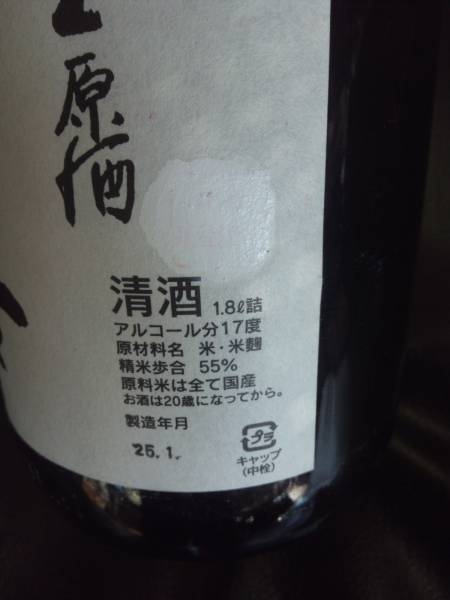 原酒
清酒 1.8ℓ詰
アルコール分17度
原材料名 米・米麹
精米歩合 55%
原料米は全て国産
お酒は20歳になってから。
製造年月
25.1.
プラ
キャップ
(中栓)